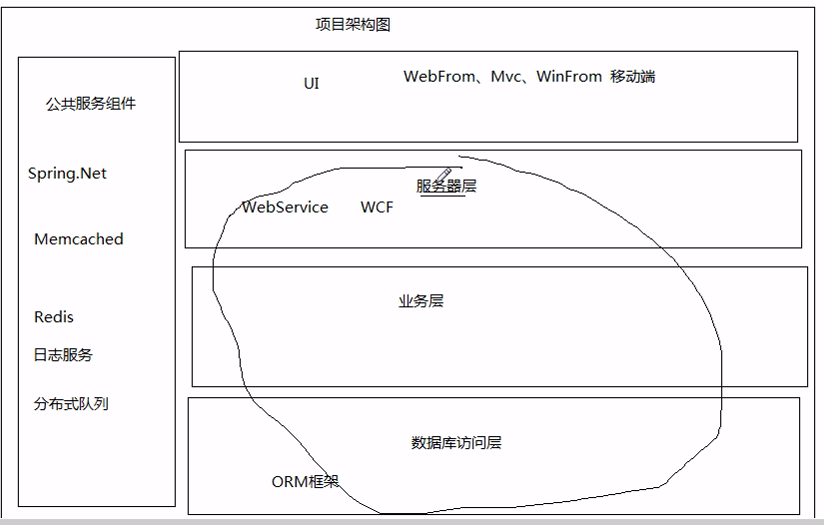 项目架构图
公共服务组件
Spring.Net
Memcached
Redis
日志服务
分布式队列
UI
WebFrom、Mvc、WinFrom 移动端
服务器层
WebService WCF
业务层
数据库访问层
ORM框架